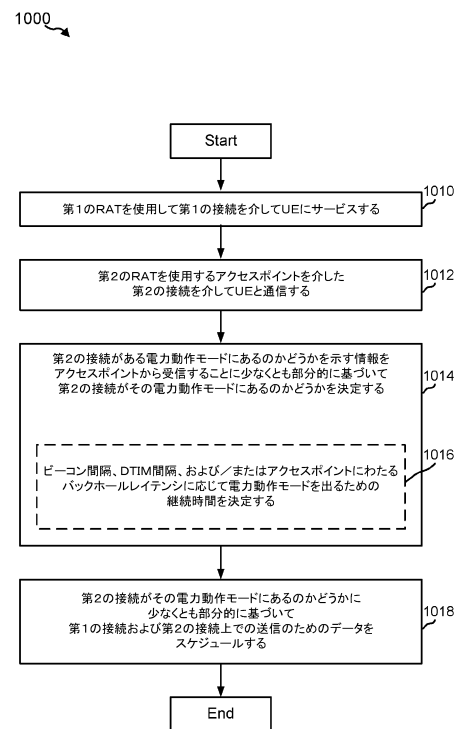 1000
Start
第1のRATを使用して第1の接続を介してUEにサービスする
1010
第2のRATを使用するアクセスポイントを介した
第2の接続を介してUEと通信する
1012
第2の接続がある電力動作モードにあるのかどうかを示す情報を
アクセスポイントから受信することに少なくとも部分的に基づいて
第2の接続がその電力動作モードにあるのかどうかを決定する
1014
ビーコン間隔、DTIM間隔、および／またはアクセスポイントにわたる
バックホールレイテンシに応じて電力動作モードを出るための
継続時間を決定する
1016
第2の接続がその電力動作モードにあるのかどうかに
少なくとも部分的に基づいて
第1の接続および第2の接続上での送信のためのデータを
スケジュールする
1018
End